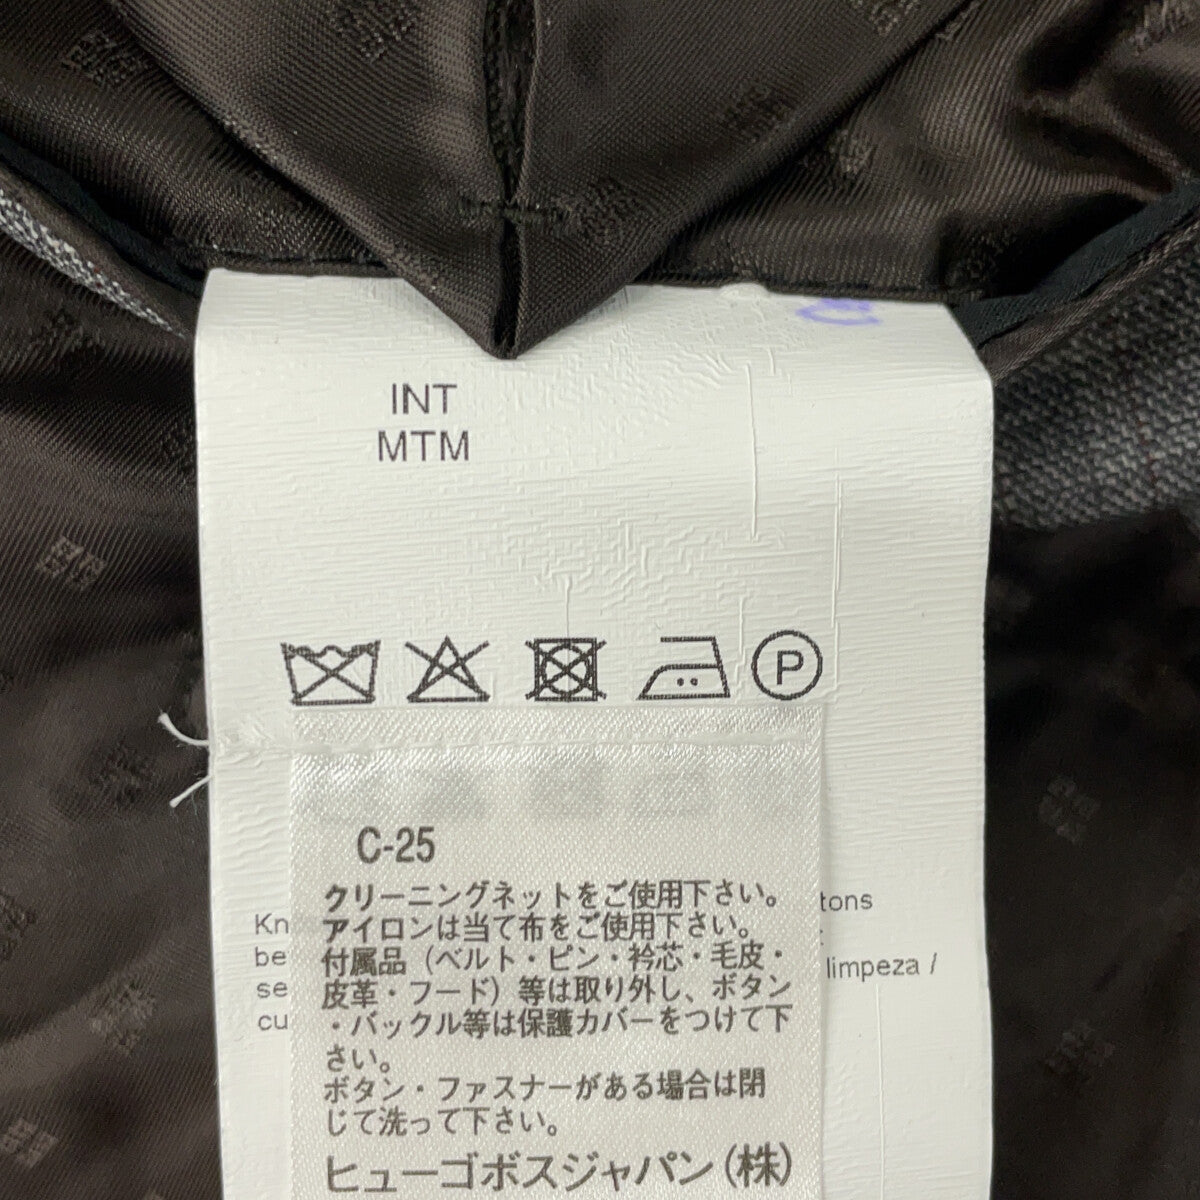 INT
MTM
P
C-25
クリーニングネットをご使用下さい。
アイロンは当て布をご使用下さい。
付属品（ベルト・ピン・衿芯・毛皮・
皮革・フード）等は取り外し、ボタン
・バックル等は保護カバーをつけて下
さい。
ボタン・ファスナーがある場合は閉
じて洗って下さい。
ヒューゴボスジャパン(株)
tons
be
limpeza /
se
cu